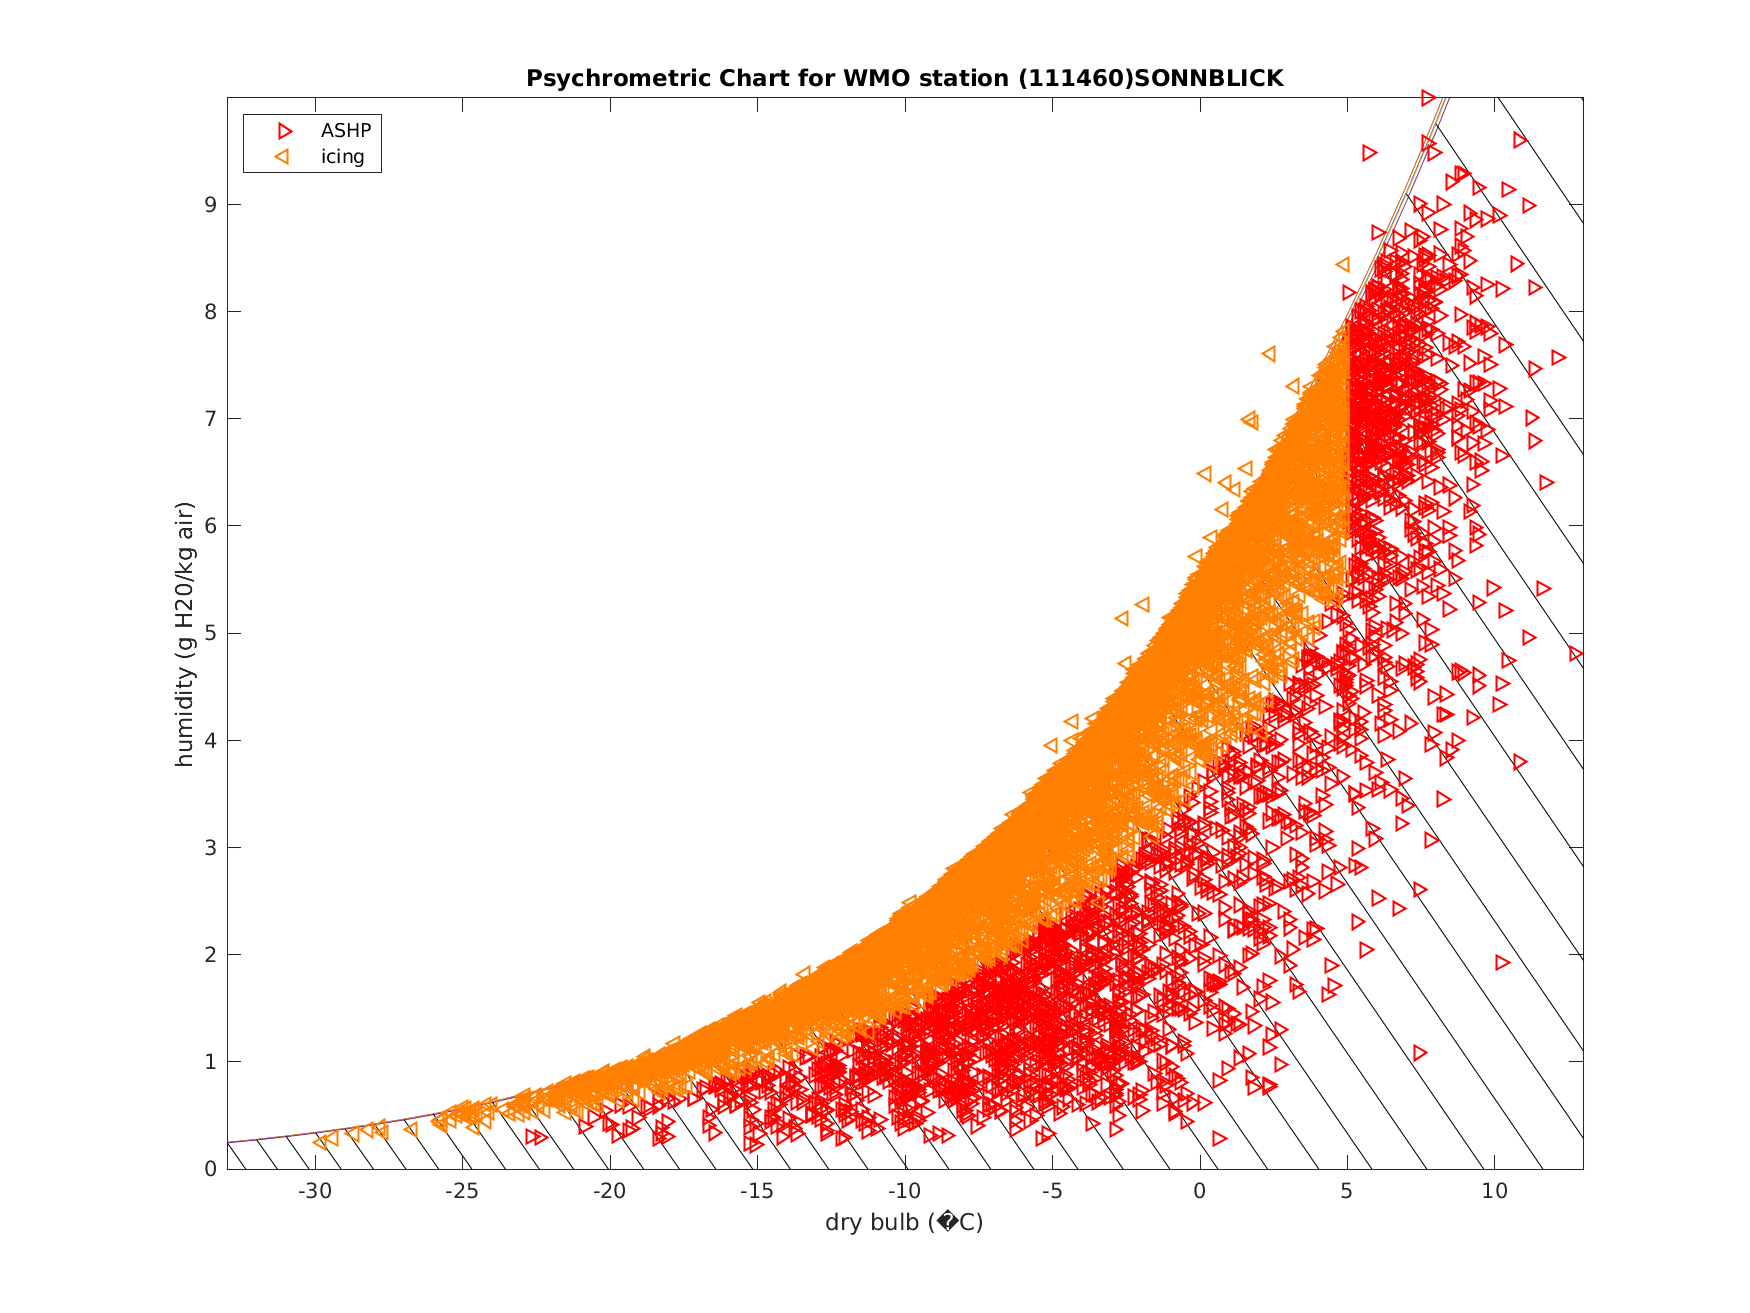 Psychrometric Chart for WMO station (111460)SONNBLICK
ASHP
icing
humidity (g H20/kg air)
9
8
7
6
5
4
3
2
1
0
-30 -25 -20 -15 -10 -5 0 5 10
dry bulb (�C)